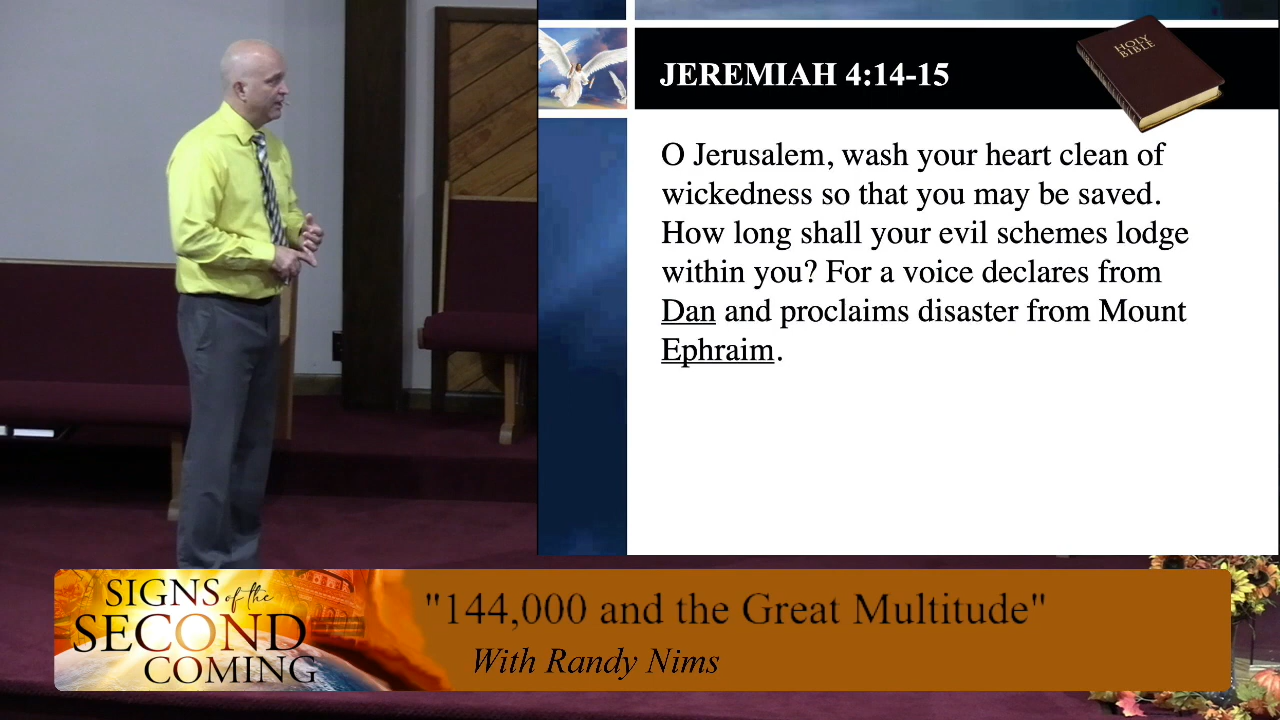 HOLY
BIBLE
JEREMIAH 4:14-15
O Jerusalem, wash your heart clean of
wickedness so that you may be saved.
How long shall your evil schemes lodge
within you? For a voice declares from
Dan and proclaims disaster from Mount
Ephraim.
SIGNS of the
SECOND
COMING
"144,000 and the Great Multitude"
With Randy Nims